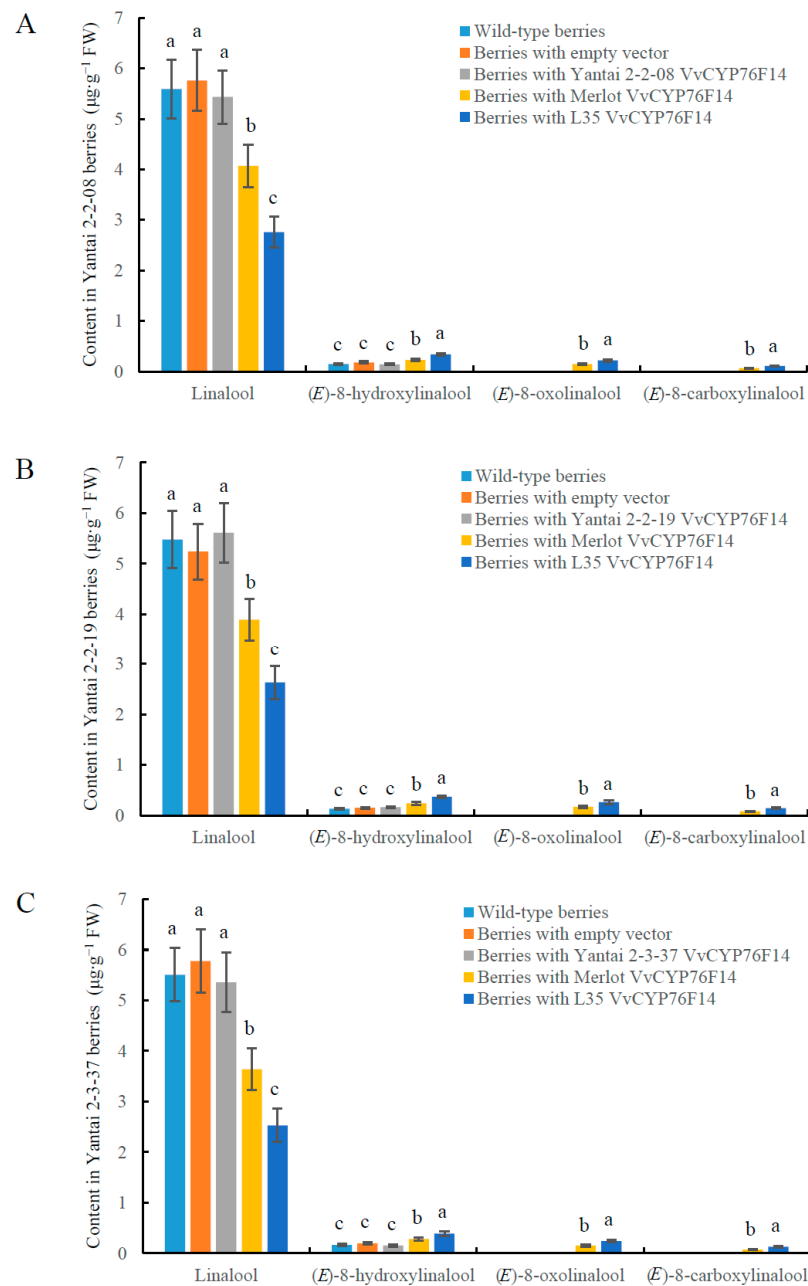 A
Content in Yantai 2-2-08 berries (μg·g⁻¹ FW)
7
6
5
4
3
2
1
0
Wild-type berries
Berries with empty vector
Berries with Yantai 2-2-08 VvCYP76F14
Berries with Merlot VvCYP76F14
Berries with L35 VvCYP76F14
a a a b c
c c c b a
b a
b a
Linalool (E)-8-hydroxylinalool (E)-8-oxolinalool (E)-8-carboxylinalool
B
Content in Yantai 2-2-19 berries (μg·g⁻¹ FW)
7
6
5
4
3
2
1
0
Wild-type berries
Berries with empty vector
Berries with Yantai 2-2-19 VvCYP76F14
Berries with Merlot VvCYP76F14
Berries with L35 VvCYP76F14
a a a b c
c c c b a
b a
b a
Linalool (E)-8-hydroxylinalool (E)-8-oxolinalool (E)-8-carboxylinalool
C
Content in Yantai 2-3-37 berries (μg·g⁻¹ FW)
7
6
5
4
3
2
1
0
Wild-type berries
Berries with empty vector
Berries with Yantai 2-3-37 VvCYP76F14
Berries with Merlot VvCYP76F14
Berries with L35 VvCYP76F14
a a a b c
c c c b a
b a
b a
Linalool (E)-8-hydroxylinalool (E)-8-oxolinalool (E)-8-carboxylinalool